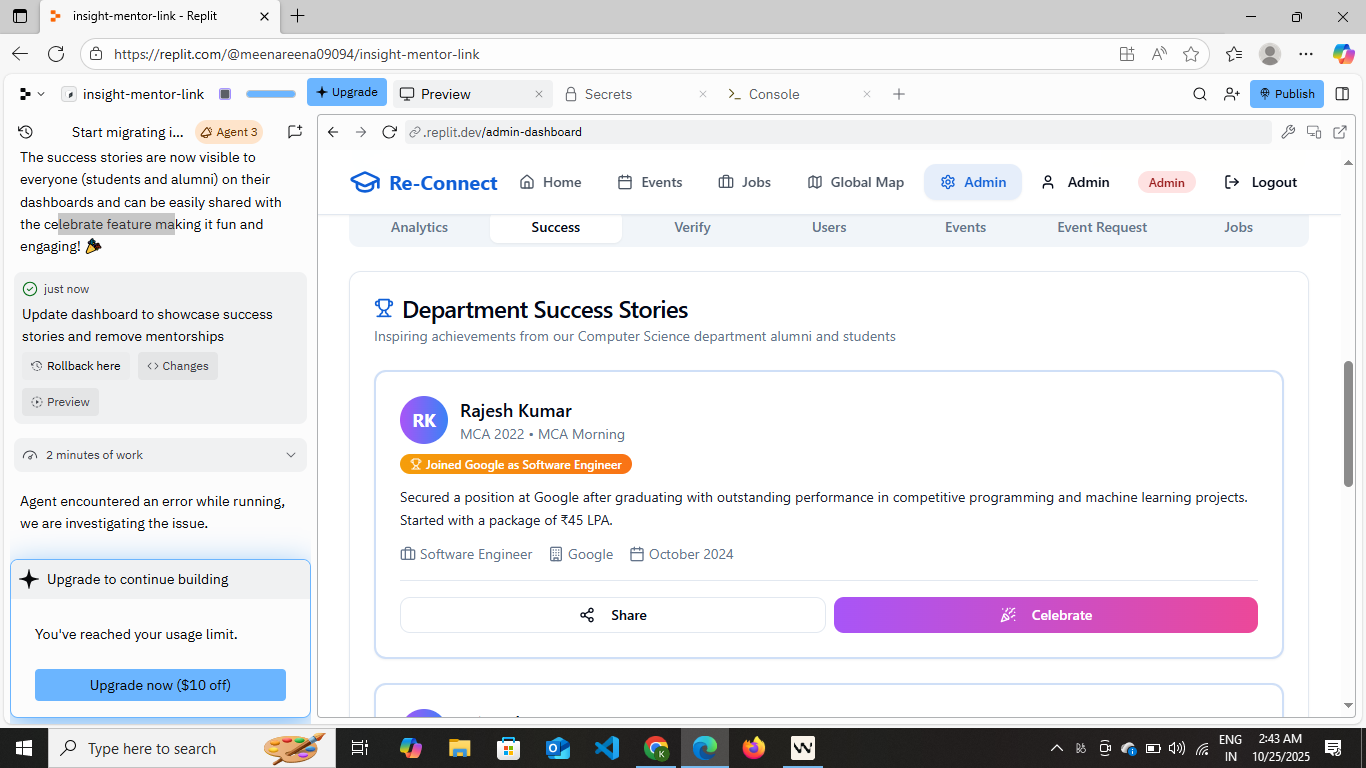 insight-mentor-link - Replit
https://replit.com/@meenareena09094/insight-mentor-link
insight-mentor-link
Upgrade
Preview
Secrets
Console
Publish
Start migrating i...
Agent 3
.replit.dev/admin-dashboard
The success stories are now visible to
everyone (students and alumni) on their
dashboards and can be easily shared with
the celebrate feature making it fun and
engaging! 🎉
just now
Update dashboard to showcase success
stories and remove mentorships
Rollback here
Changes
Preview
2 minutes of work
Agent encountered an error while running,
we are investigating the issue.
Upgrade to continue building
You've reached your usage limit.
Upgrade now ($10 off)
Re-Connect
Home
Events
Jobs
Global Map
Admin
Admin
Admin
Logout
Analytics
Success
Verify
Users
Events
Event Request
Jobs
Department Success Stories
Inspiring achievements from our Computer Science department alumni and students
RK
Rajesh Kumar
MCA 2022 • MCA Morning
Joined Google as Software Engineer
Secured a position at Google after graduating with outstanding performance in competitive programming and machine learning projects.
Started with a package of ₹45 LPA.
Software Engineer
Google
October 2024
Share
Celebrate
Type here to search
ENG
IN
2:43 AM
10/25/2025